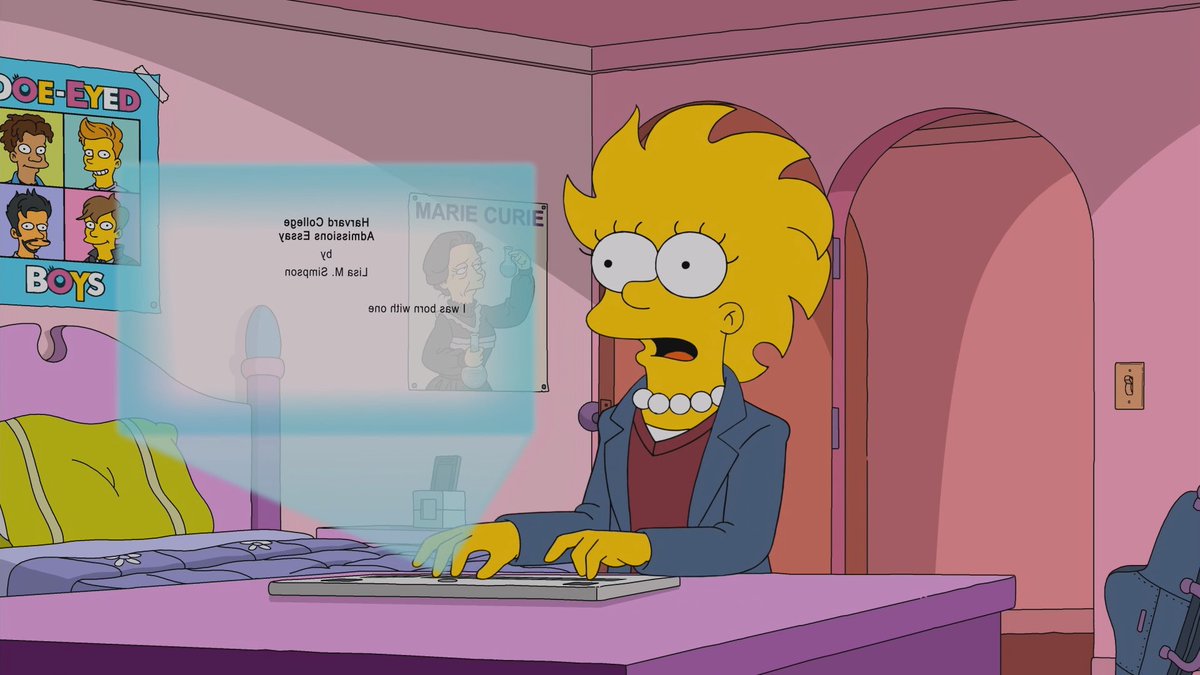 DOE-EYED
BOYS
MARIE CURIE
Harvard College
Admissions Essay
by
Lisa M. Simpson
I was born with one